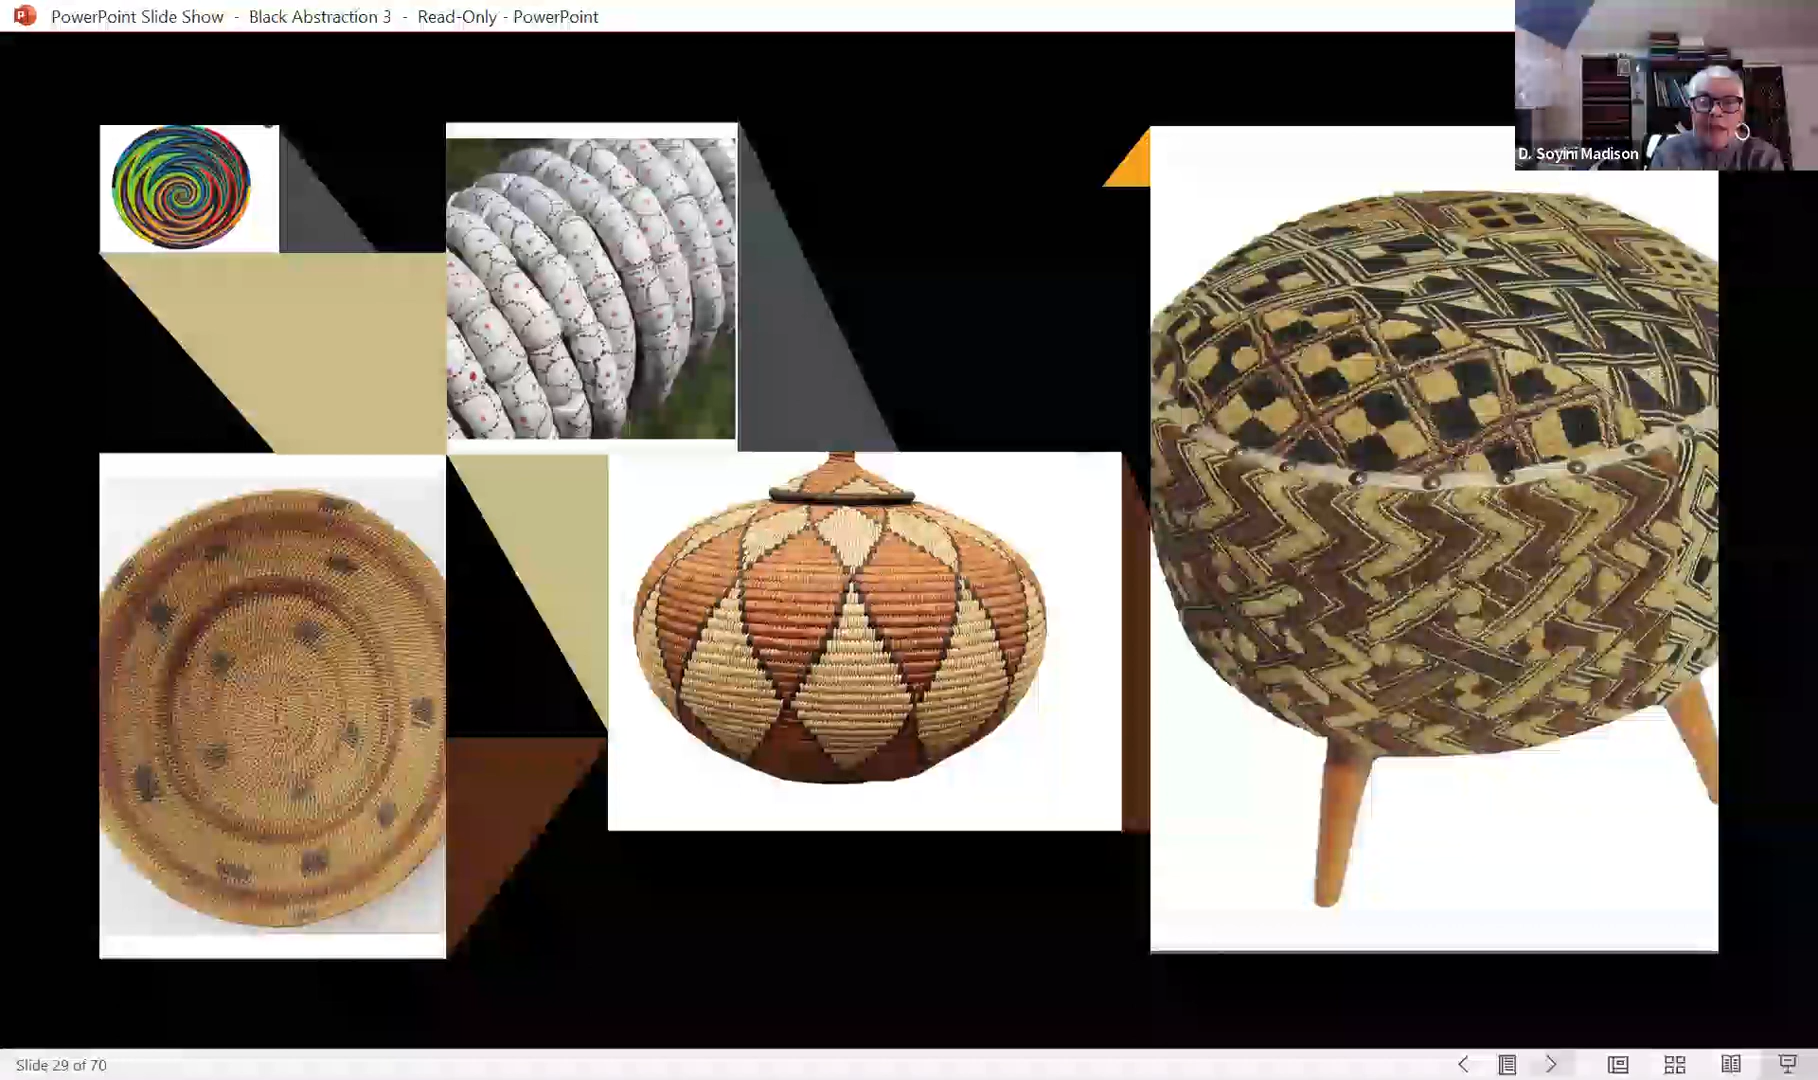 PowerPoint Slide Show - Black Abstraction 3 - Read-Only - PowerPoint
D. Soyini Madison
Slide 29 of 70